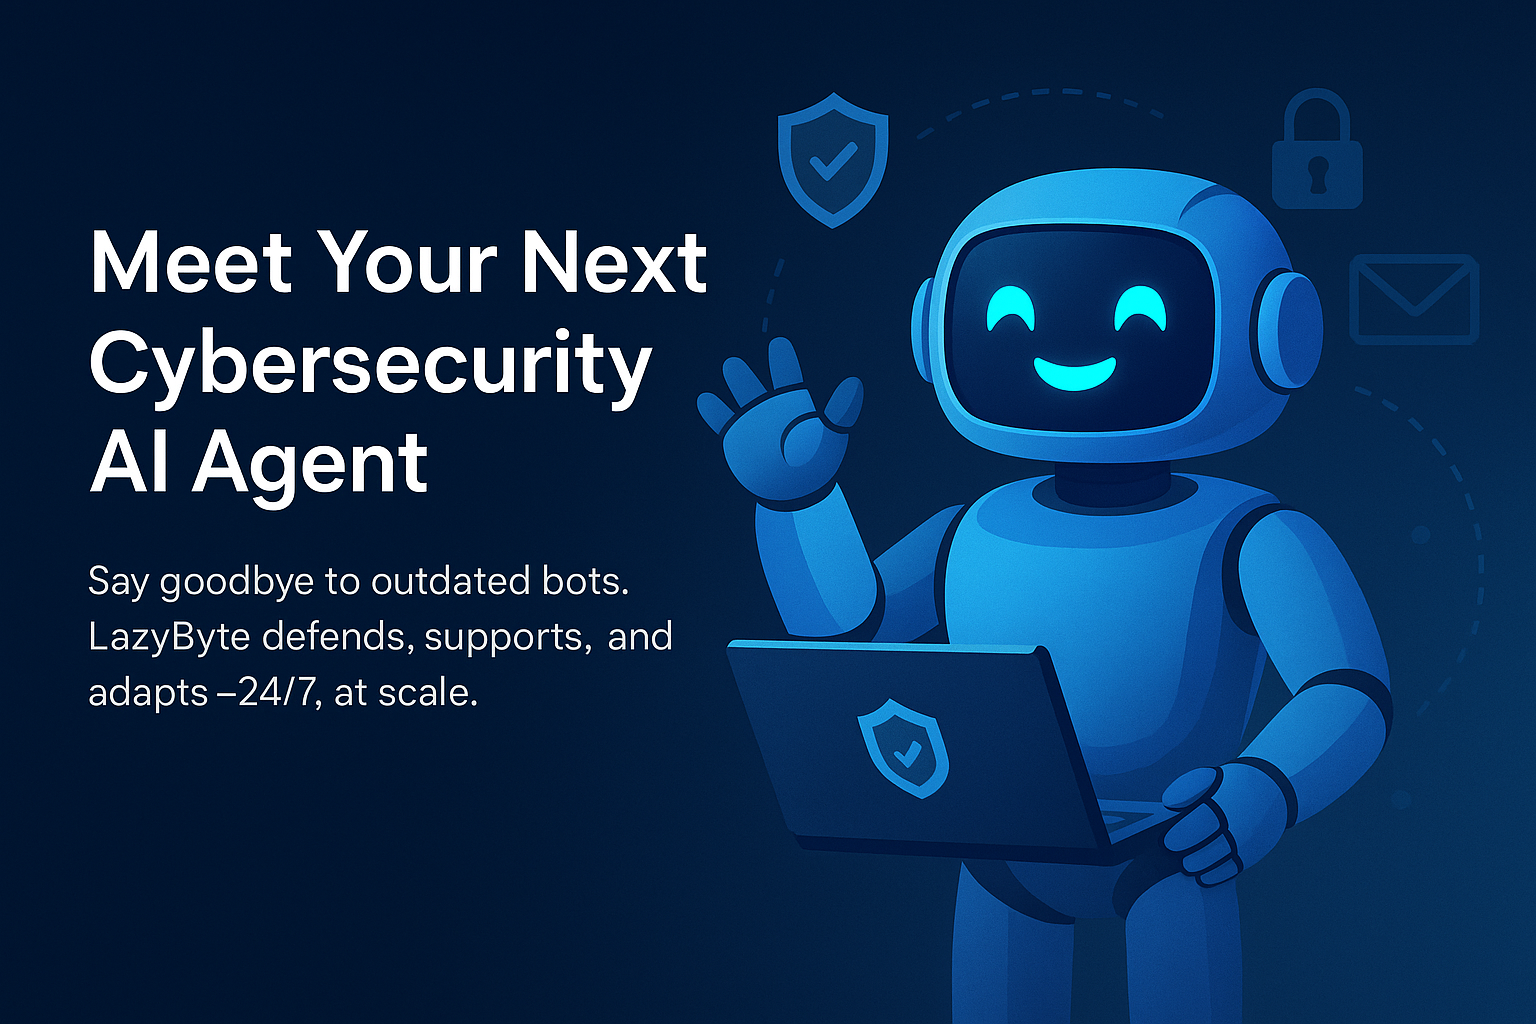 Meet Your Next
Cybersecurity
AI Agent
Say goodbye to outdated bots.
LazyByte defends, supports, and
adapts –24/7, at scale.